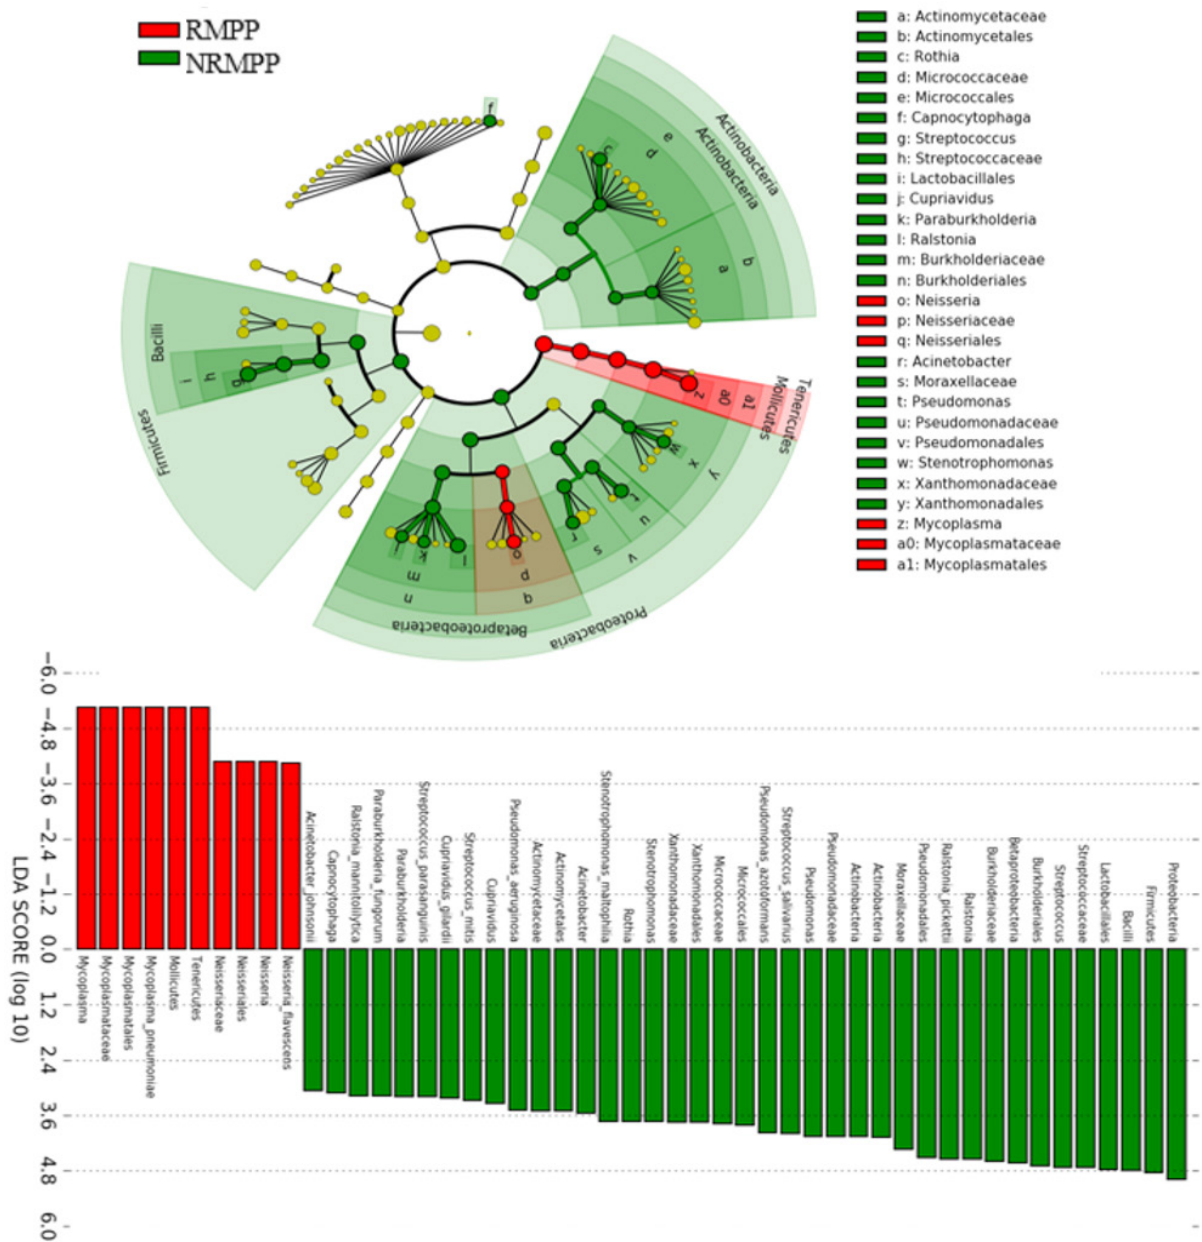 RMPP
NRMPP
a: Actinomycetaceae
b: Actinomycetales
c: Rothia
d: Micrococcaceae
e: Micrococcales
f: Capnocytophaga
g: Streptococcus
h: Streptococcaceae
i: Lactobacillales
j: Cupriavidus
k: Paraburkholderia
l: Ralstonia
m: Burkholderiaceae
n: Burkholderiales
o: Neisseria
p: Neisseriaceae
q: Neisseriales
r: Acinetobacter
s: Moraxellaceae
t: Pseudomonas
u: Pseudomonadaceae
v: Pseudomonadales
w: Stenotrophomonas
x: Xanthomonadaceae
y: Xanthomonadales
z: Mycoplasma
a0: Mycoplasmataceae
a1: Mycoplasmatales
f
Actinobacteria
Actinobacteria
e
d
c
b
a
Tenericutes
Mollicutes
a1
a0
z
y
x
w
v
u
s
r
r
Proteobacteria
Betaproteobacteria
q
p
o
n
m
Firmicutes
Bacilli
i
h
g
−6.0
−4.8
−3.6
−2.4
−1.2
0.0
1.2
2.4
3.6
4.8
6.0
LDA SCORE (log 10)
Mycoplasma
Mycoplasmataceae
Mycoplasmatales
Mycoplasma_pneumoniae
Mollicutes
Tenericutes
Neisseriaceae
Neisseriales
Neisseria
Neisseria_flavescens
Acinetobacter_johnsonii
Capnocytophaga
Ralstonia_mannitolilytica
Paraburkholderia_fungorum
Paraburkholderia
Streptococcus_parasanguinis
Cupriavidus_gilardii
Streptococcus_mitis
Cupriavidus
Pseudomonas_aeruginosa
Actinomycetaceae
Actinomycetales
Acinetobacter
Stenotrophomonas_maltophilia
Rothia
Stenotrophomonas
Xanthomonadaceae
Xanthomonadales
Micrococcaceae
Micrococcales
Pseudomonas_azotoformans
Streptococcus_salivarius
Pseudomonas
Pseudomonadaceae
Actinobacteria
Actinobacteria
Moraxellaceae
Pseudomonadales
Ralstonia_pickettii
Ralstonia
Burkholderiaceae
Betaproteobacteria
Burkholderiales
Streptococcus
Streptococcaceae
Lactobacillales
Bacilli
Firmicutes
Proteobacteria